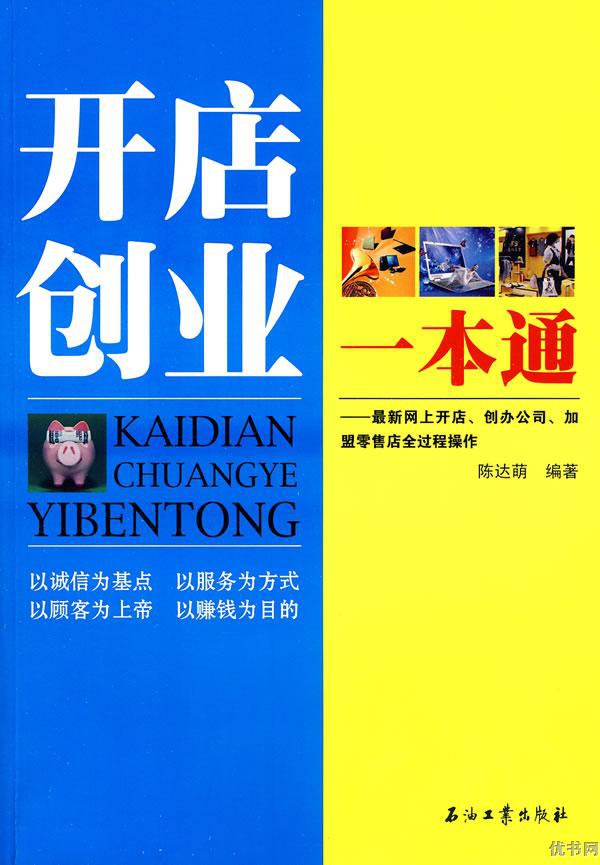 开店
创业
一本通
——最新网上开店、创办公司、加
盟零售店全过程操作
陈达萌 编著
KAIDIAN
CHUANGYE
YIBENTONG
以诚信为基点 以服务为方式
以顾客为上帝 以赚钱为目的
石油工业出版社
优书网